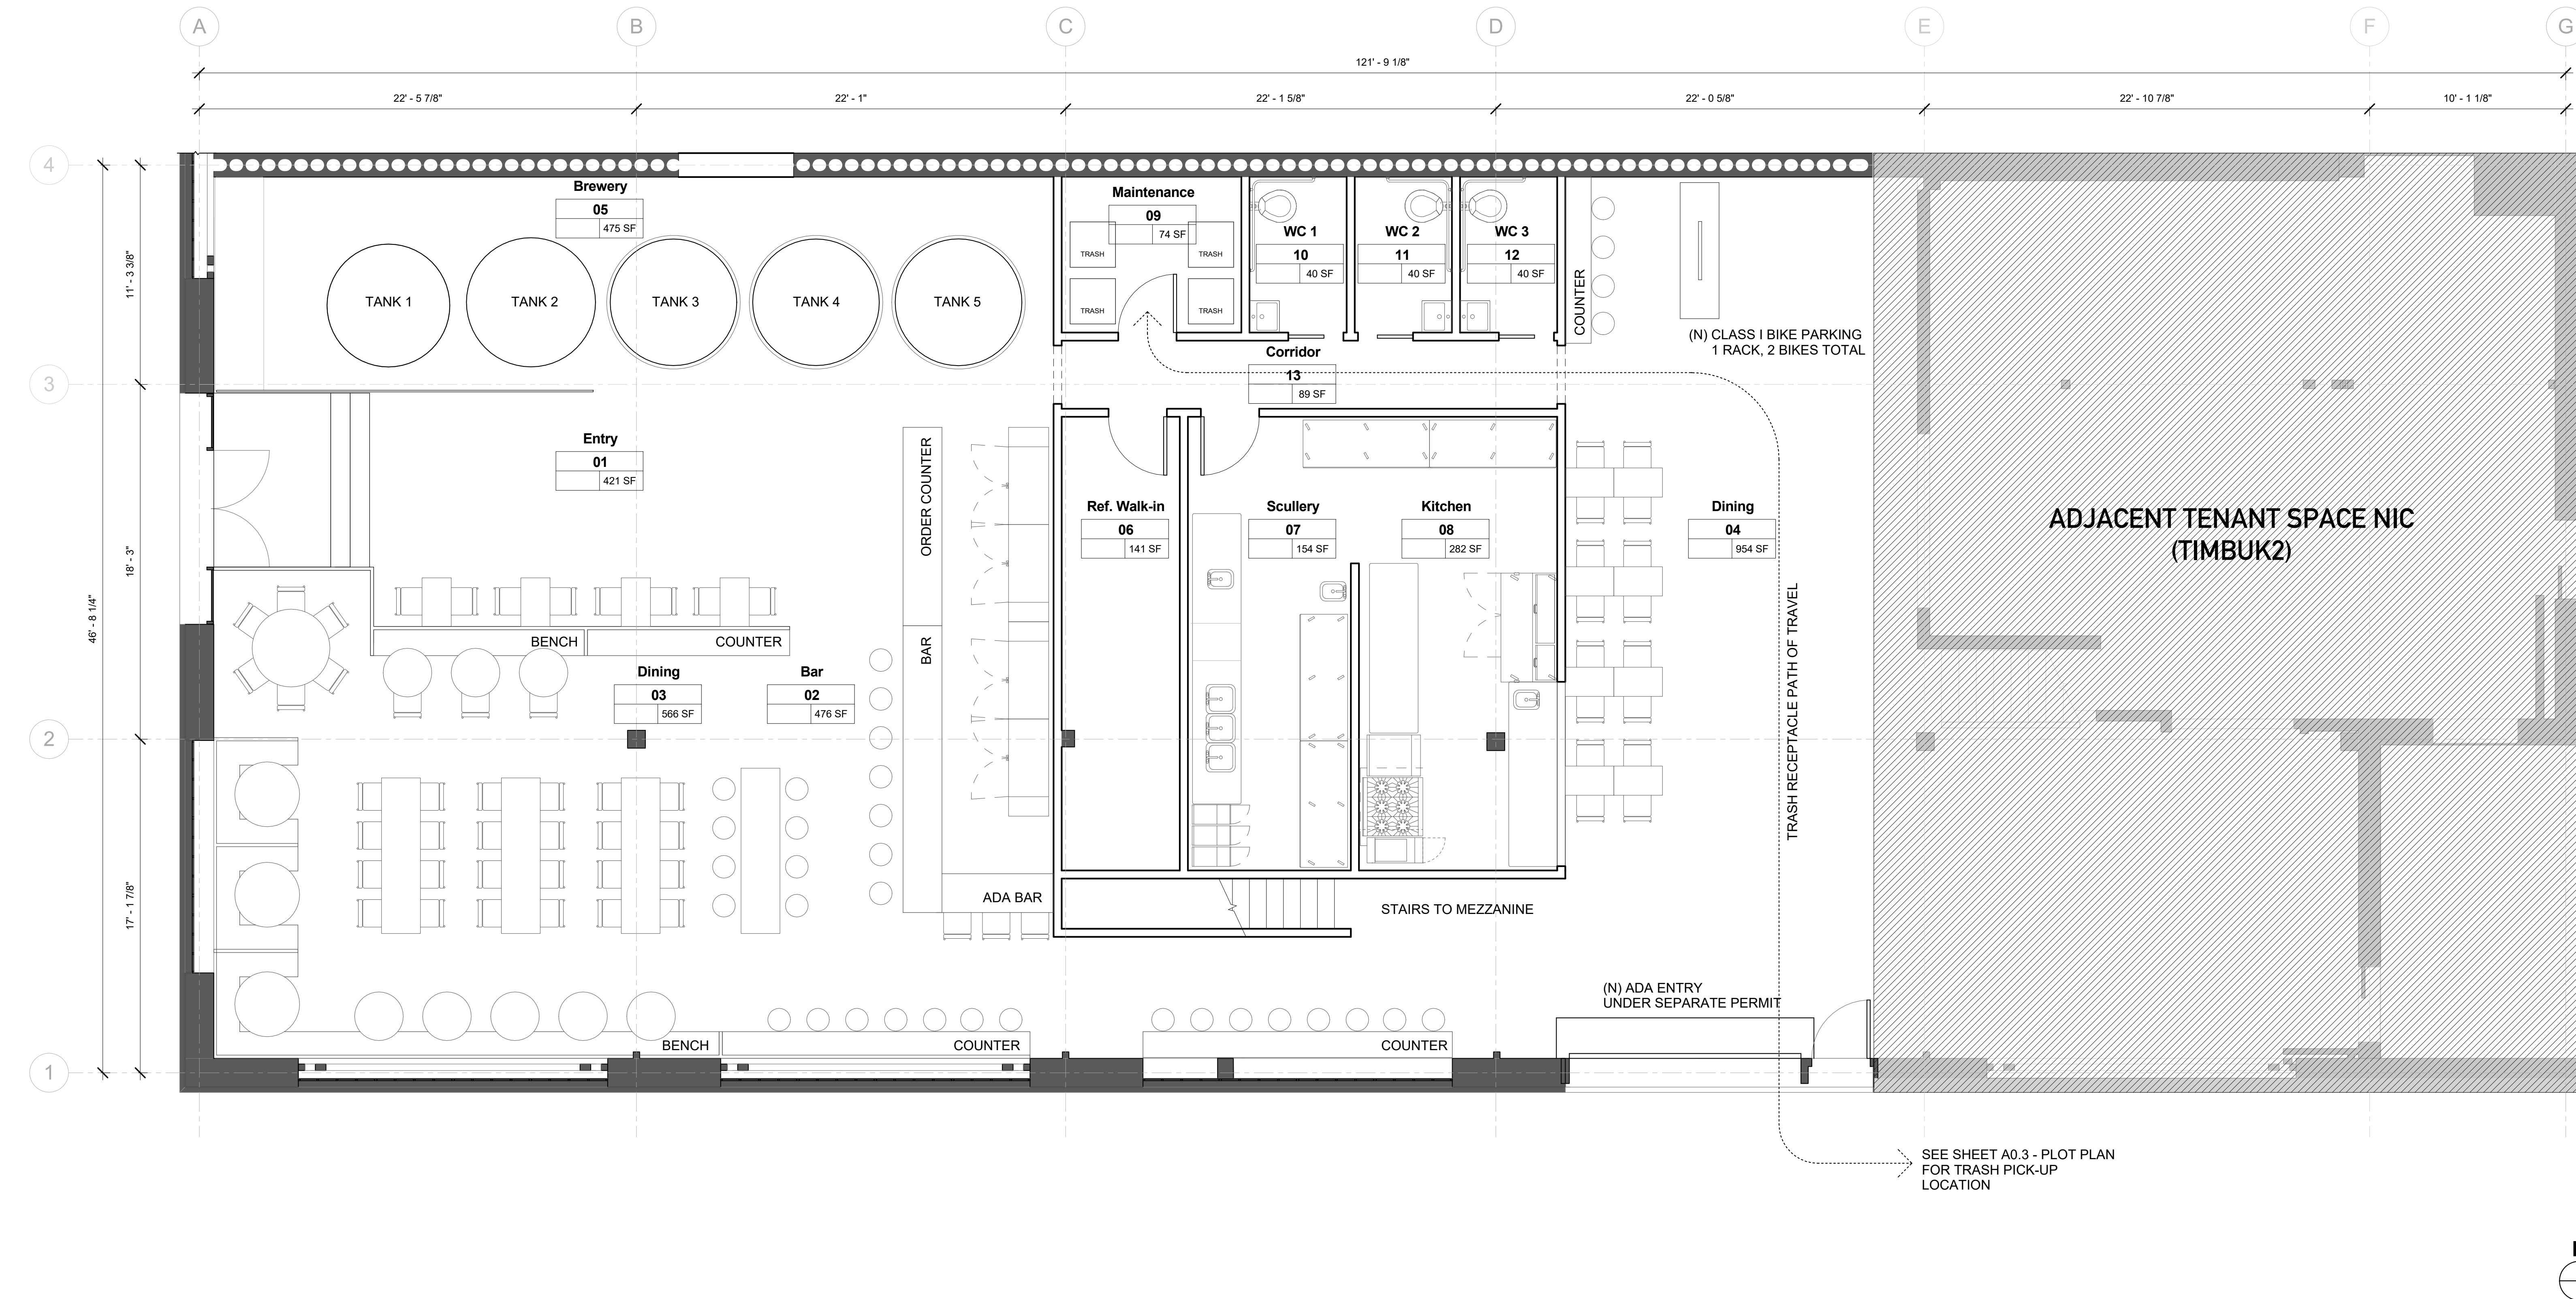 A
B
C
D
E
F
G
121' - 9 1/8"
22' - 5 7/8"
22' - 1"
22' - 1 5/8"
22' - 0 5/8"
22' - 10 7/8"
10' - 1 1/8"
4
3
2
1
11' - 3 3/8"
18' - 3"
17' - 1 7/8"
46' - 8 1/4"
Brewery
05
475 SF
TANK 1
TANK 2
TANK 3
TANK 4
TANK 5
Maintenance
09
74 SF
TRASH
TRASH
TRASH
TRASH
WC 1
10
40 SF
WC 2
11
40 SF
WC 3
12
40 SF
COUNTER
(N) CLASS I BIKE PARKING
1 RACK, 2 BIKES TOTAL
Corridor
13
89 SF
Entry
01
421 SF
ORDER COUNTER
BAR
Ref. Walk-in
06
141 SF
Scullery
07
154 SF
Kitchen
08
282 SF
Dining
04
954 SF
ADJACENT TENANT SPACE NIC
(TIMBUK2)
TRASH RECEPTACLE PATH OF TRAVEL
BENCH
COUNTER
Dining
03
566 SF
Bar
02
476 SF
ADA BAR
STAIRS TO MEZZANINE
(N) ADA ENTRY
UNDER SEPARATE PERMIT
BENCH
COUNTER
COUNTER
SEE SHEET A0.3 - PLOT PLAN
FOR TRASH PICK-UP
LOCATION